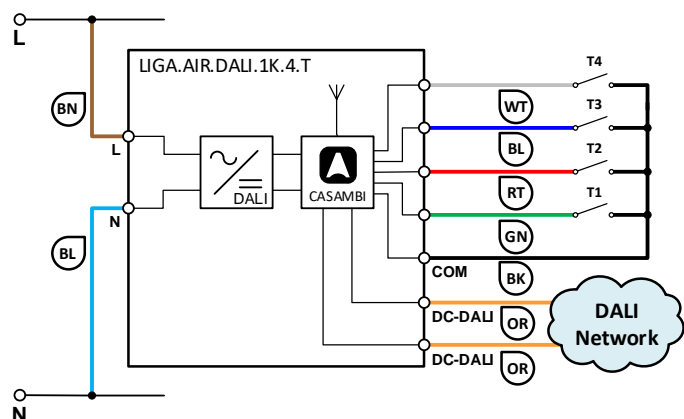 L
LIGA.AIR.DALI.1K.4.T
T4
BN
WT
T3
L
BL
T2
DALI
CASAMBI
RT
T1
N
GN
BL
COM
BK
DC-DALI
OR
DALI
Network
DC-DALI
OR
N